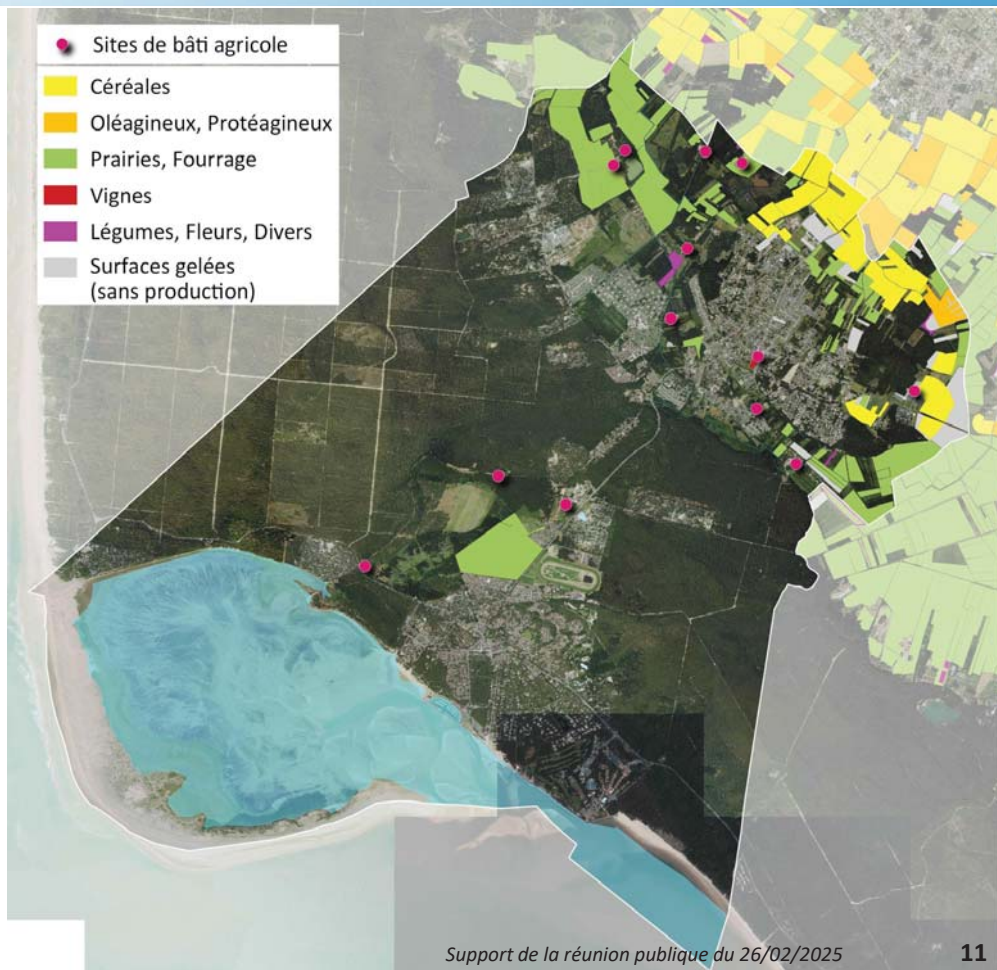 Sites de bâti agricole
Céréales
Oléagineux, Protéagineux
Prairies, Fourrage
Vignes
Légumes, Fleurs, Divers
Surfaces gelées
(sans production)
Support de la réunion publique du 26/02/2025
11